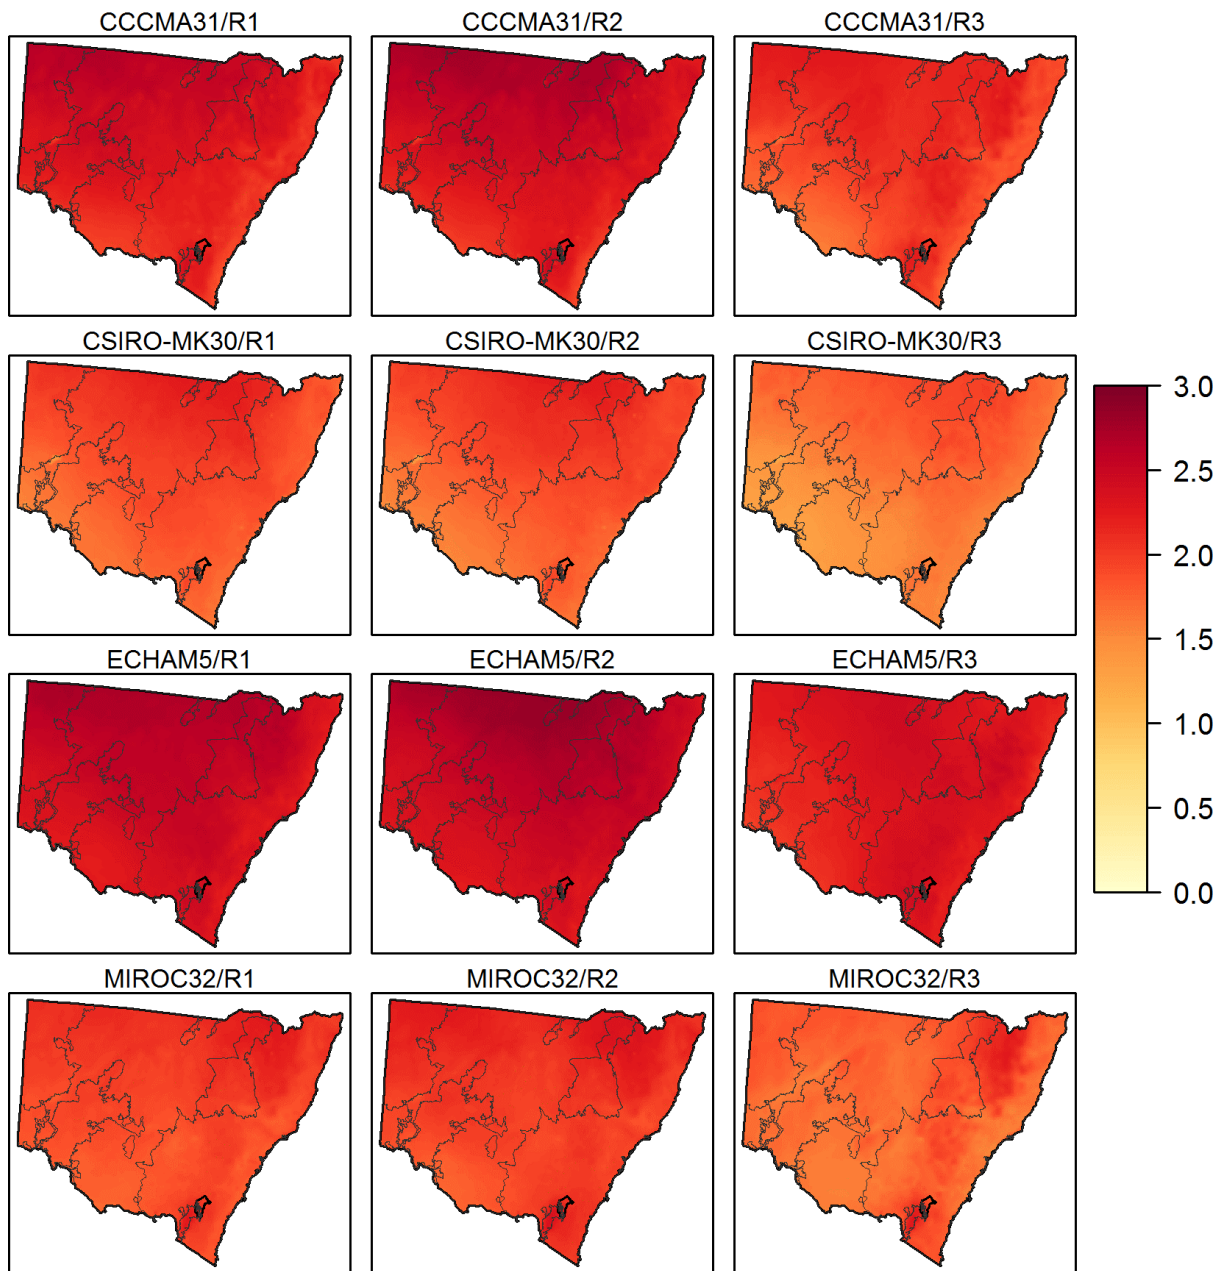 CCCMA31/R1
CCCMA31/R2
CCCMA31/R3
CSIRO-MK30/R1
CSIRO-MK30/R2
CSIRO-MK30/R3
3.0
2.5
2.0
1.5
1.0
0.5
0.0
ECHAM5/R1
ECHAM5/R2
ECHAM5/R3
MIROC32/R1
MIROC32/R2
MIROC32/R3